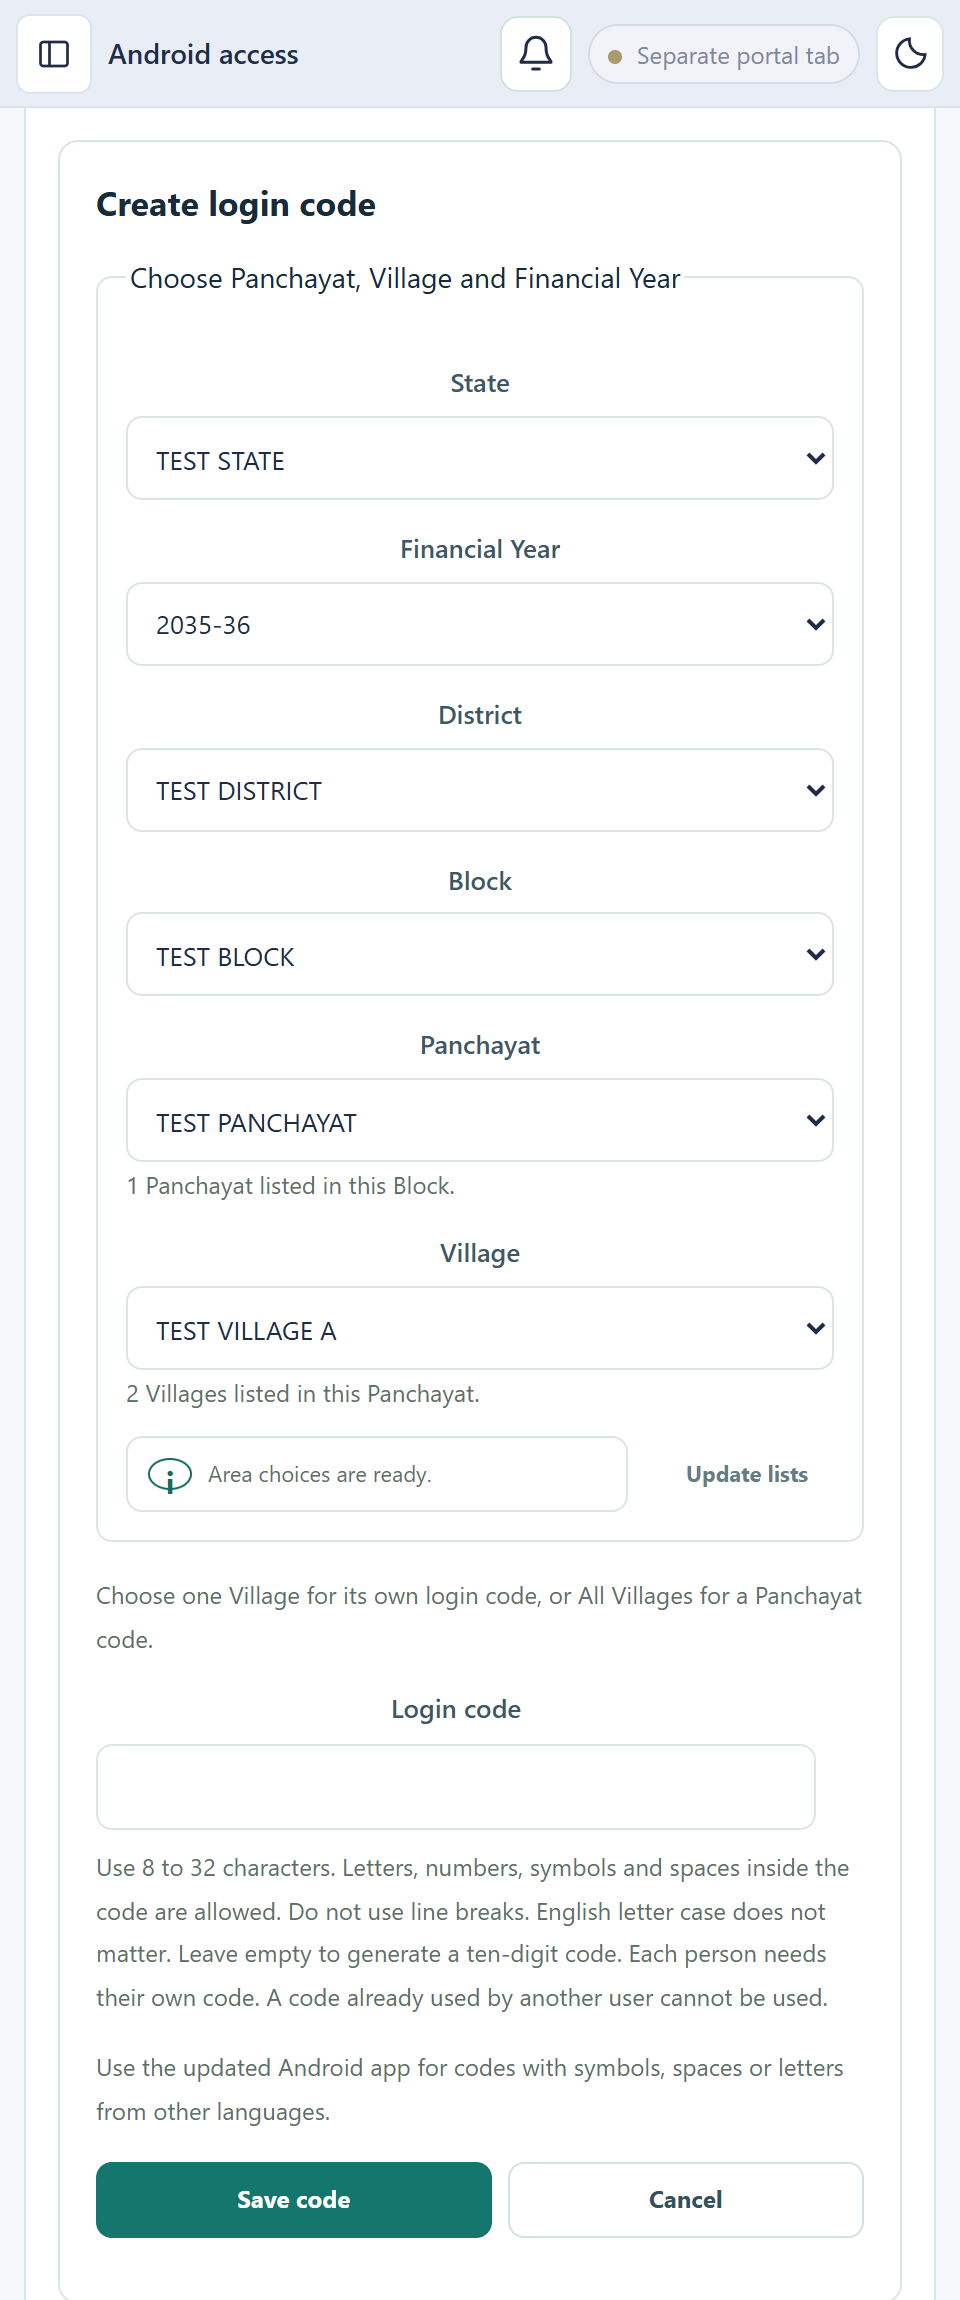 Android access
Separate portal tab
Create login code
Choose Panchayat, Village and Financial Year
State
TEST STATE
Financial Year
2035-36
District
TEST DISTRICT
Block
TEST BLOCK
Panchayat
TEST PANCHAYAT
1 Panchayat listed in this Block.
Village
TEST VILLAGE A
2 Villages listed in this Panchayat.
i Area choices are ready.
Update lists
Choose one Village for its own login code, or All Villages for a Panchayat
code.
Login code
Use 8 to 32 characters. Letters, numbers, symbols and spaces inside the
code are allowed. Do not use line breaks. English letter case does not
matter. Leave empty to generate a ten-digit code. Each person needs
their own code. A code already used by another user cannot be used.
Use the updated Android app for codes with symbols, spaces or letters
from other languages.
Save code
Cancel